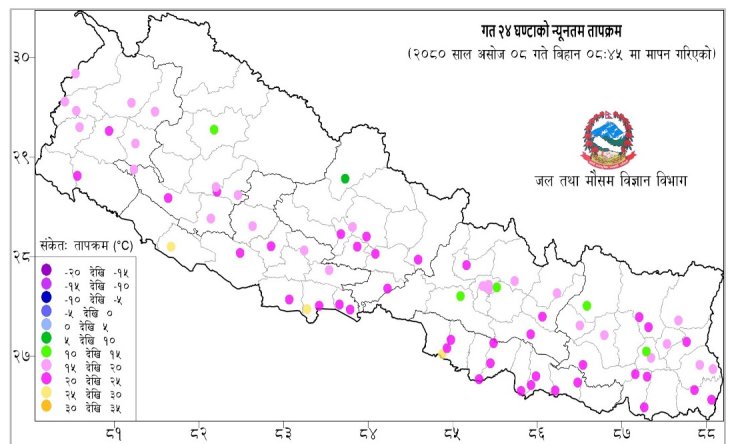 गत २४ घण्टाको न्यूनतम तापक्रम
(२०८० साल असोज ०८ गते बिहान ०८:४५ मा मापन गरिएको)
जल तथा मौसम विज्ञान विभाग
३०
२९
२८
२७
संकेतः तापक्रम (°C)
-२० देखि -१५
-१५ देखि -१०
-१० देखि -५
-५ देखि ०
० देखि ५
५ देखि १०
१० देखि १५
१५ देखि २०
२० देखि २५
२५ देखि ३०
३० देखि ३५
८१ ८२ ८३ ८४ ८५ ८६ ८७ ८८